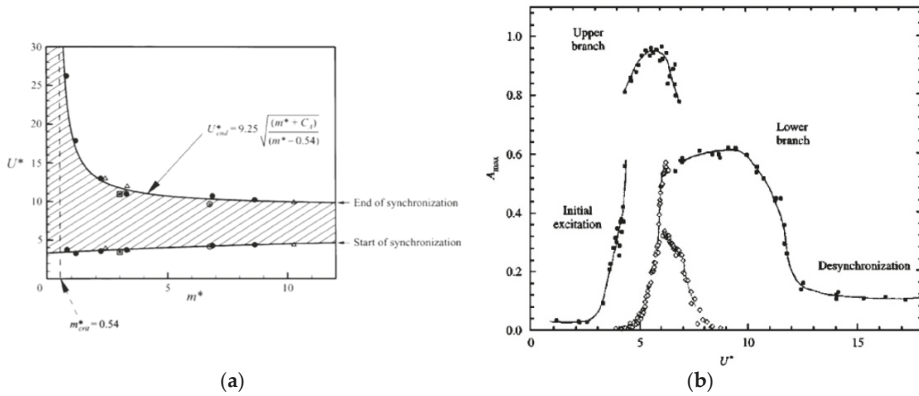 30
25
20
U*
15
10
5
0
5
10
m*
U*end = 9.25 √((m* + CA)/(m* − 0.54))
End of synchronization
Start of synchronization
m*crit = 0.54
(a)
1.0
0.8
0.6
0.4
0.2
0.0
Amax
Upper
branch
Lower
branch
Initial
excitation
Desynchronization
0
5
10
15
U*
(b)